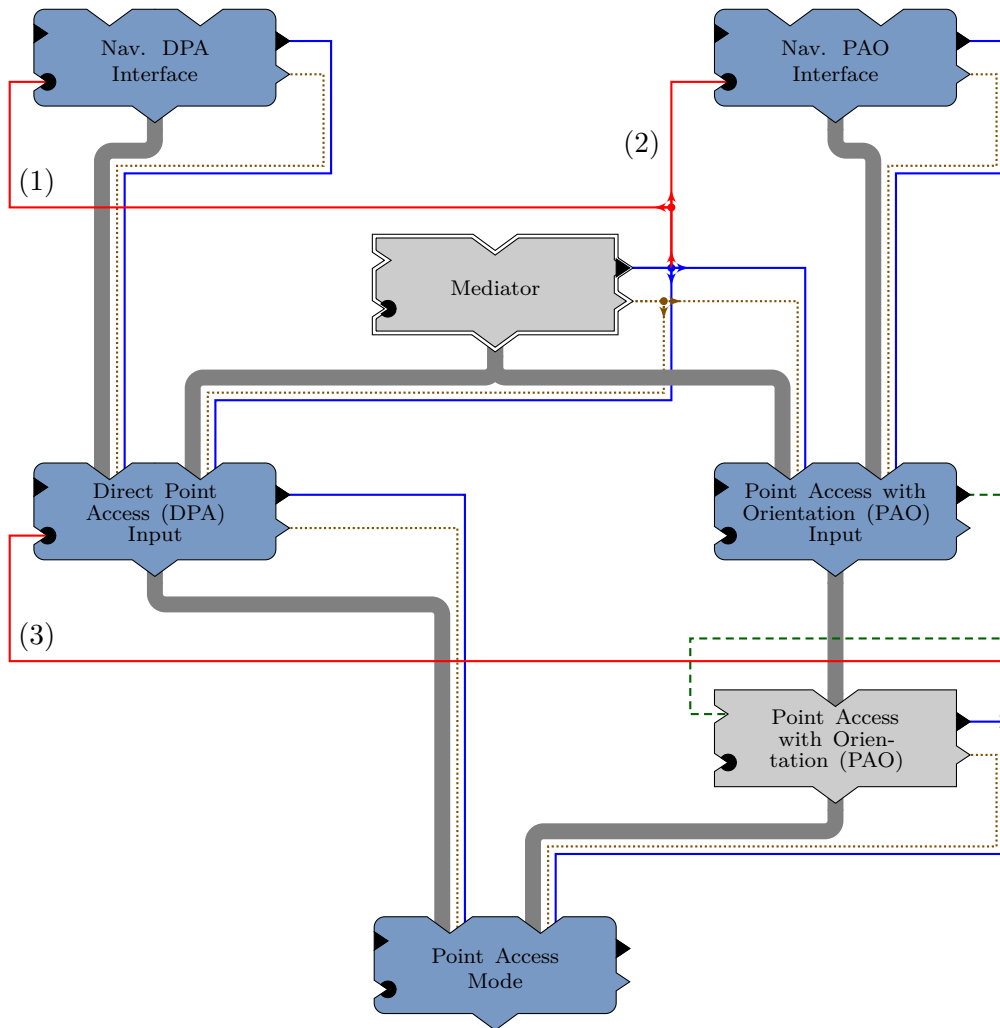 Nav. DPA
Interface
Nav. PAO
Interface
(2)
(1)
Mediator
Direct Point
Access (DPA)
Input
Point Access with
Orientation (PAO)
Input
(3)
Point Access
with Orien-
tation (PAO)
Point Access
Mode